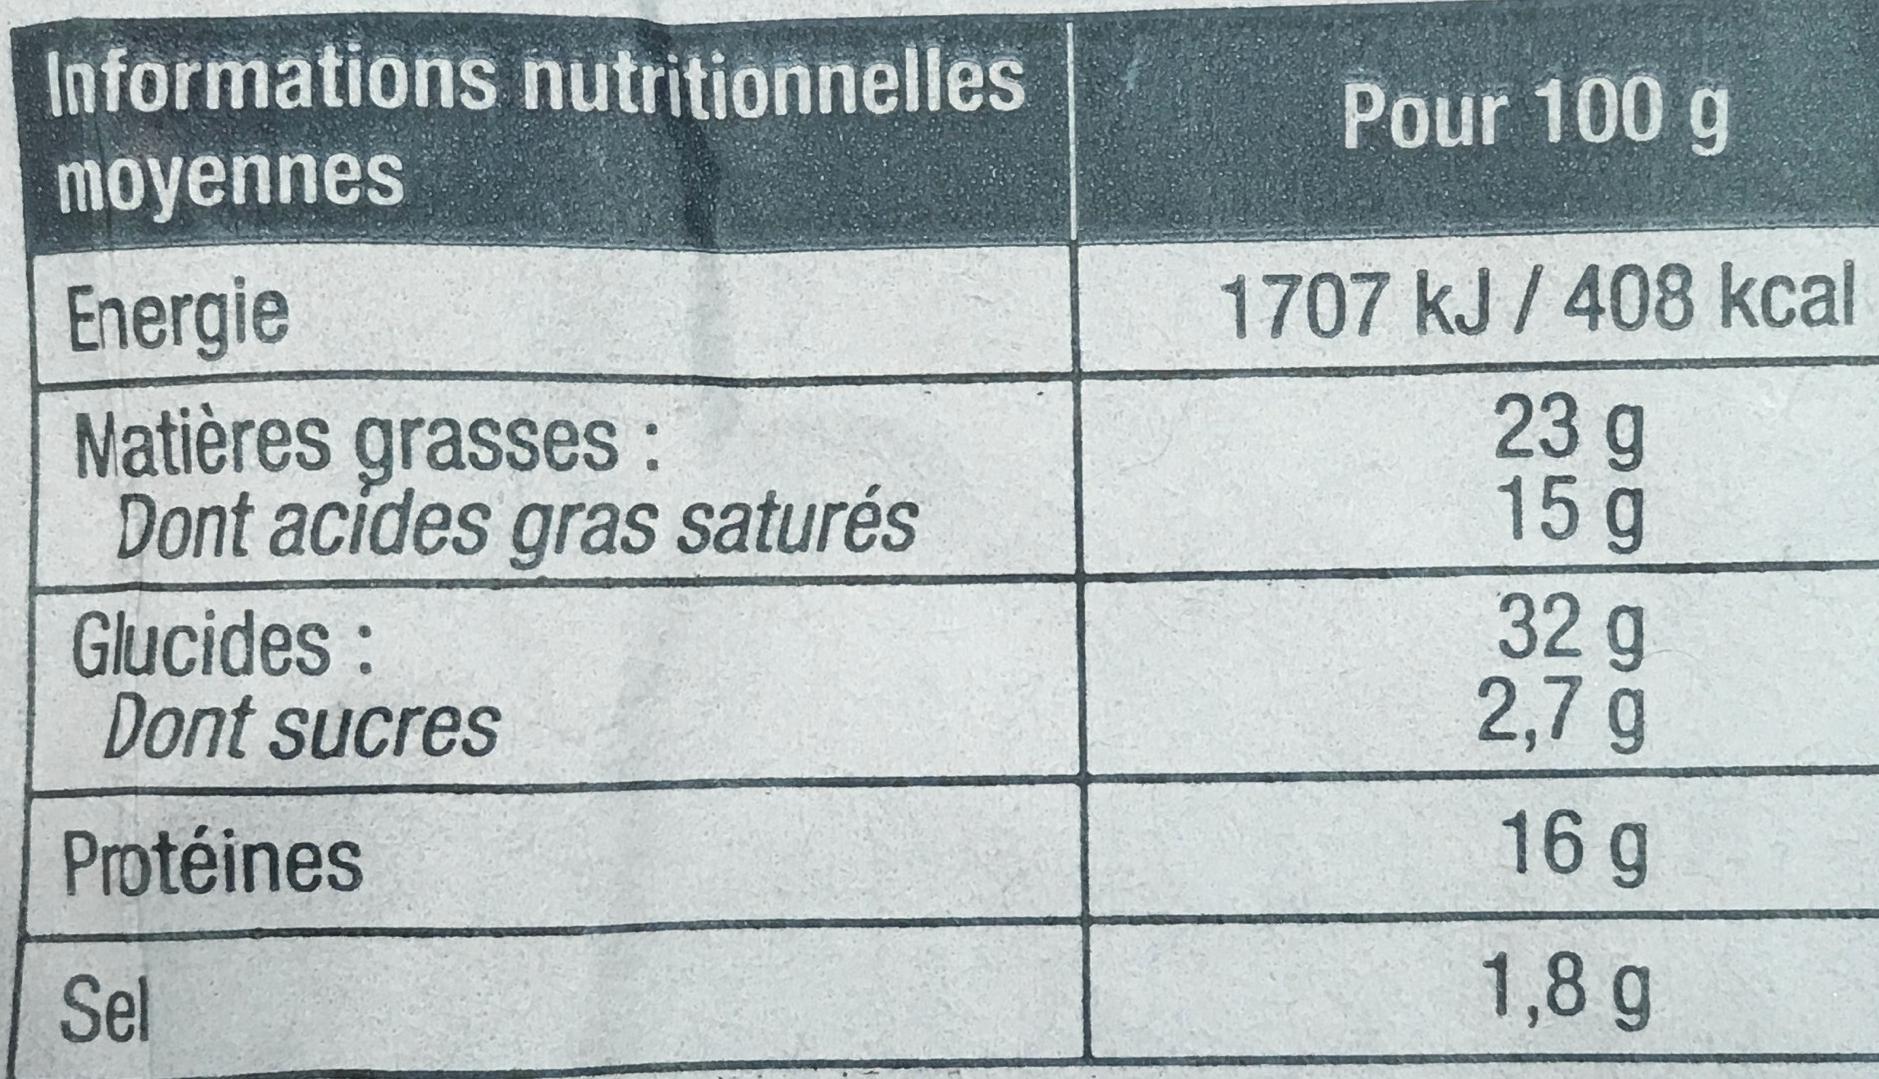 Informations nutritionnelles
moyennes
Pour 100 g
Energie
1707 kJ / 408 kcal
Matières grasses :
23 g
Dont acides gras saturés
15 g
Glucides :
32 g
Dont sucres
2,7 g
Protéines
16 g
Sel
1,8 g